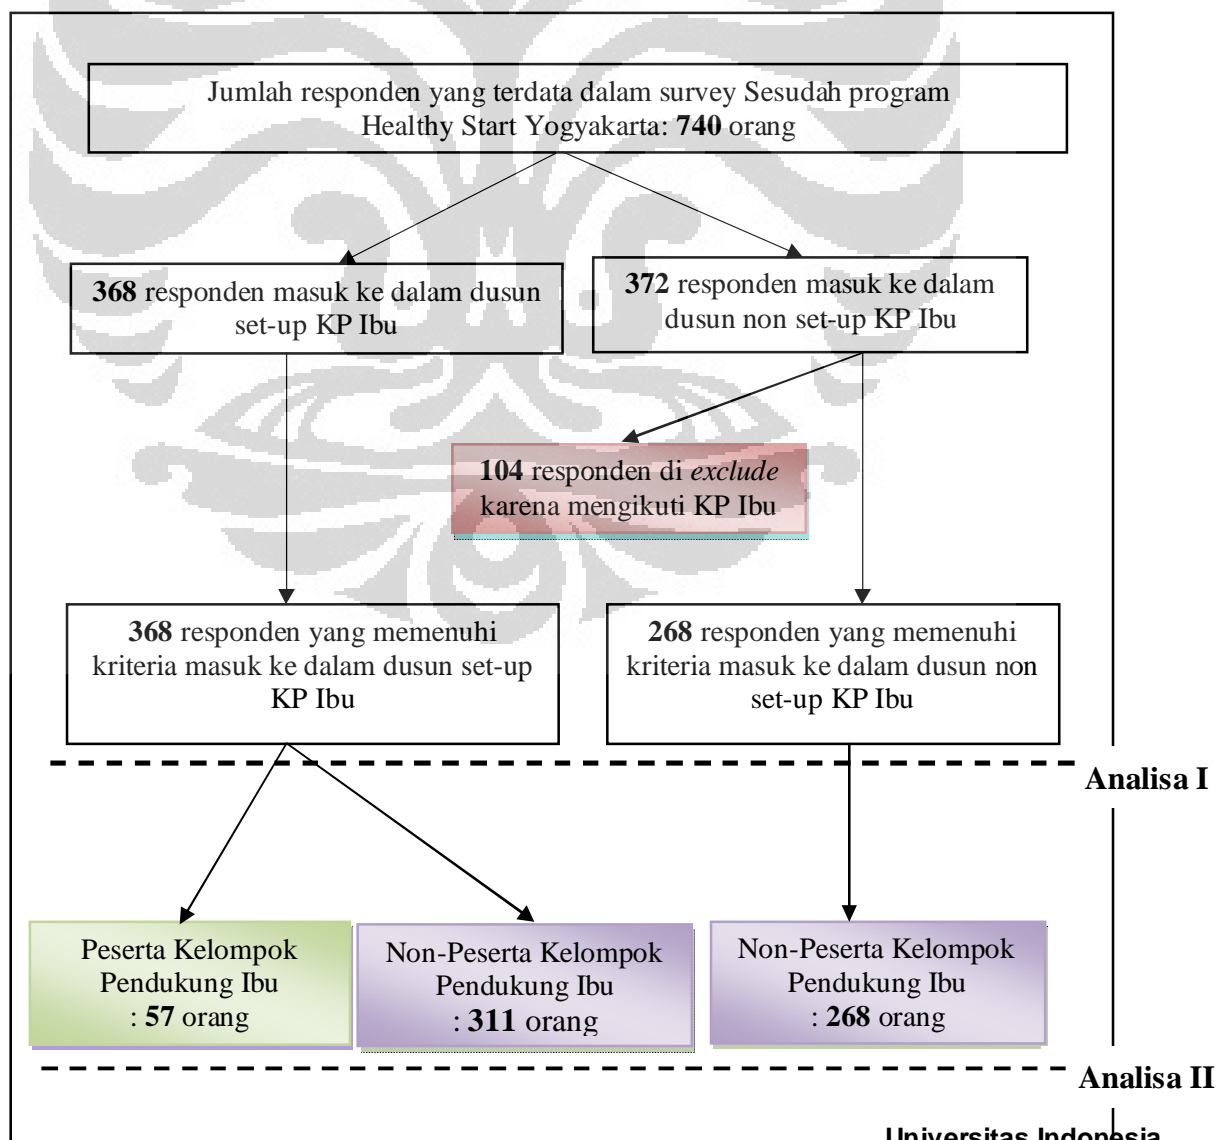 Jumlah responden yang terdata dalam survey Sesudah program
Healthy Start Yogyakarta: 740 orang
368 responden masuk ke dalam dusun
set-up KP Ibu
372 responden masuk ke dalam
dusun non set-up KP Ibu
104 responden di exclude
karena mengikuti KP Ibu
368 responden yang memenuhi
kriteria masuk ke dalam dusun set-up
KP Ibu
268 responden yang memenuhi
kriteria masuk ke dalam dusun non
set-up KP Ibu
Analisa I
Peserta Kelompok
Pendukung Ibu
: 57 orang
Non-Peserta Kelompok
Pendukung Ibu
: 311 orang
Non-Peserta Kelompok
Pendukung Ibu
: 268 orang
Analisa II
Universitas Indonesia